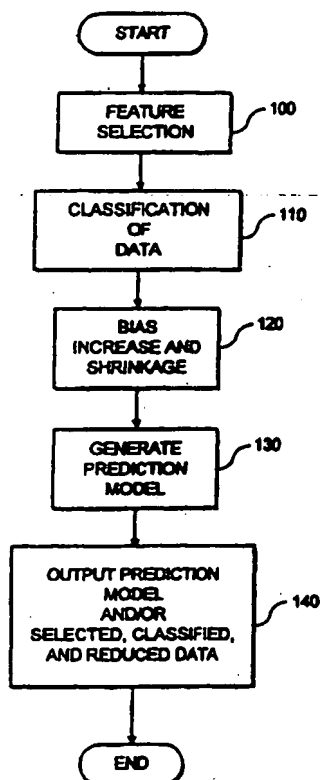 START
FEATURE
SELECTION
100
CLASSIFICATION
OF
DATA
110
BIAS
INCREASE AND
SHRINKAGE
120
GENERATE
PREDICTION
MODEL
130
OUTPUT PREDICTION
MODEL
AND/OR
SELECTED, CLASSIFIED,
AND REDUCED DATA
140
END